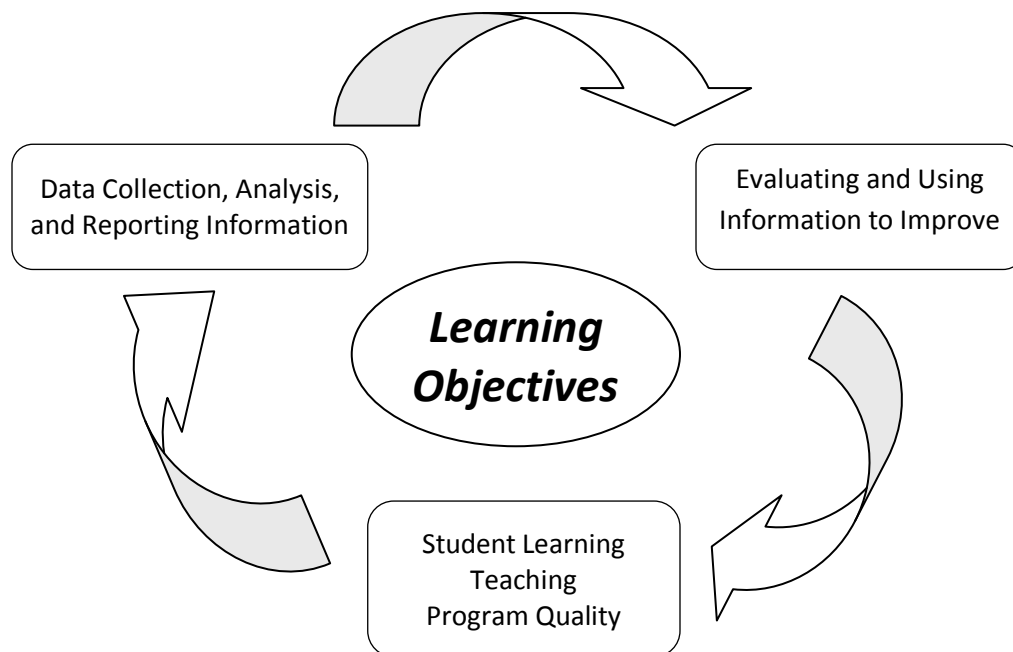 Data Collection, Analysis,
and Reporting Information
Evaluating and Using
Information to Improve
Learning
Objectives
Student Learning
Teaching
Program Quality